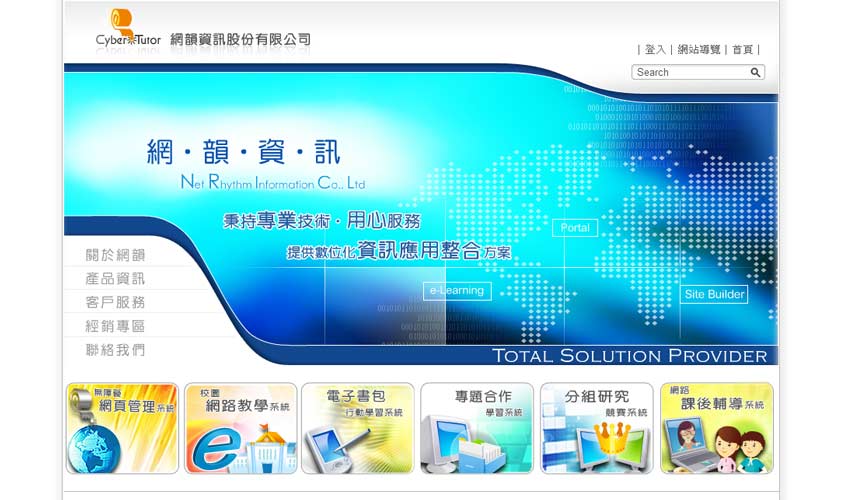 Cyber Tutor 網韻資訊股份有限公司
| 登入 | 網站導覽 | 首頁 |
Search
網・韻・資・訊
Net Rhythm Information Co., Ltd
秉持專業技術・用心服務
提供數位化資訊應用整合方案
Portal
e-Learning
Site Builder
TOTAL SOLUTION PROVIDER
關於網韻
產品資訊
客戶服務
經銷專區
聯絡我們
無障礙
網頁管理系統
校園
網路教學系統
電子書包
行動學習系統
專題合作
學習系統
分組研究
競賽系統
網路
課後輔導系統